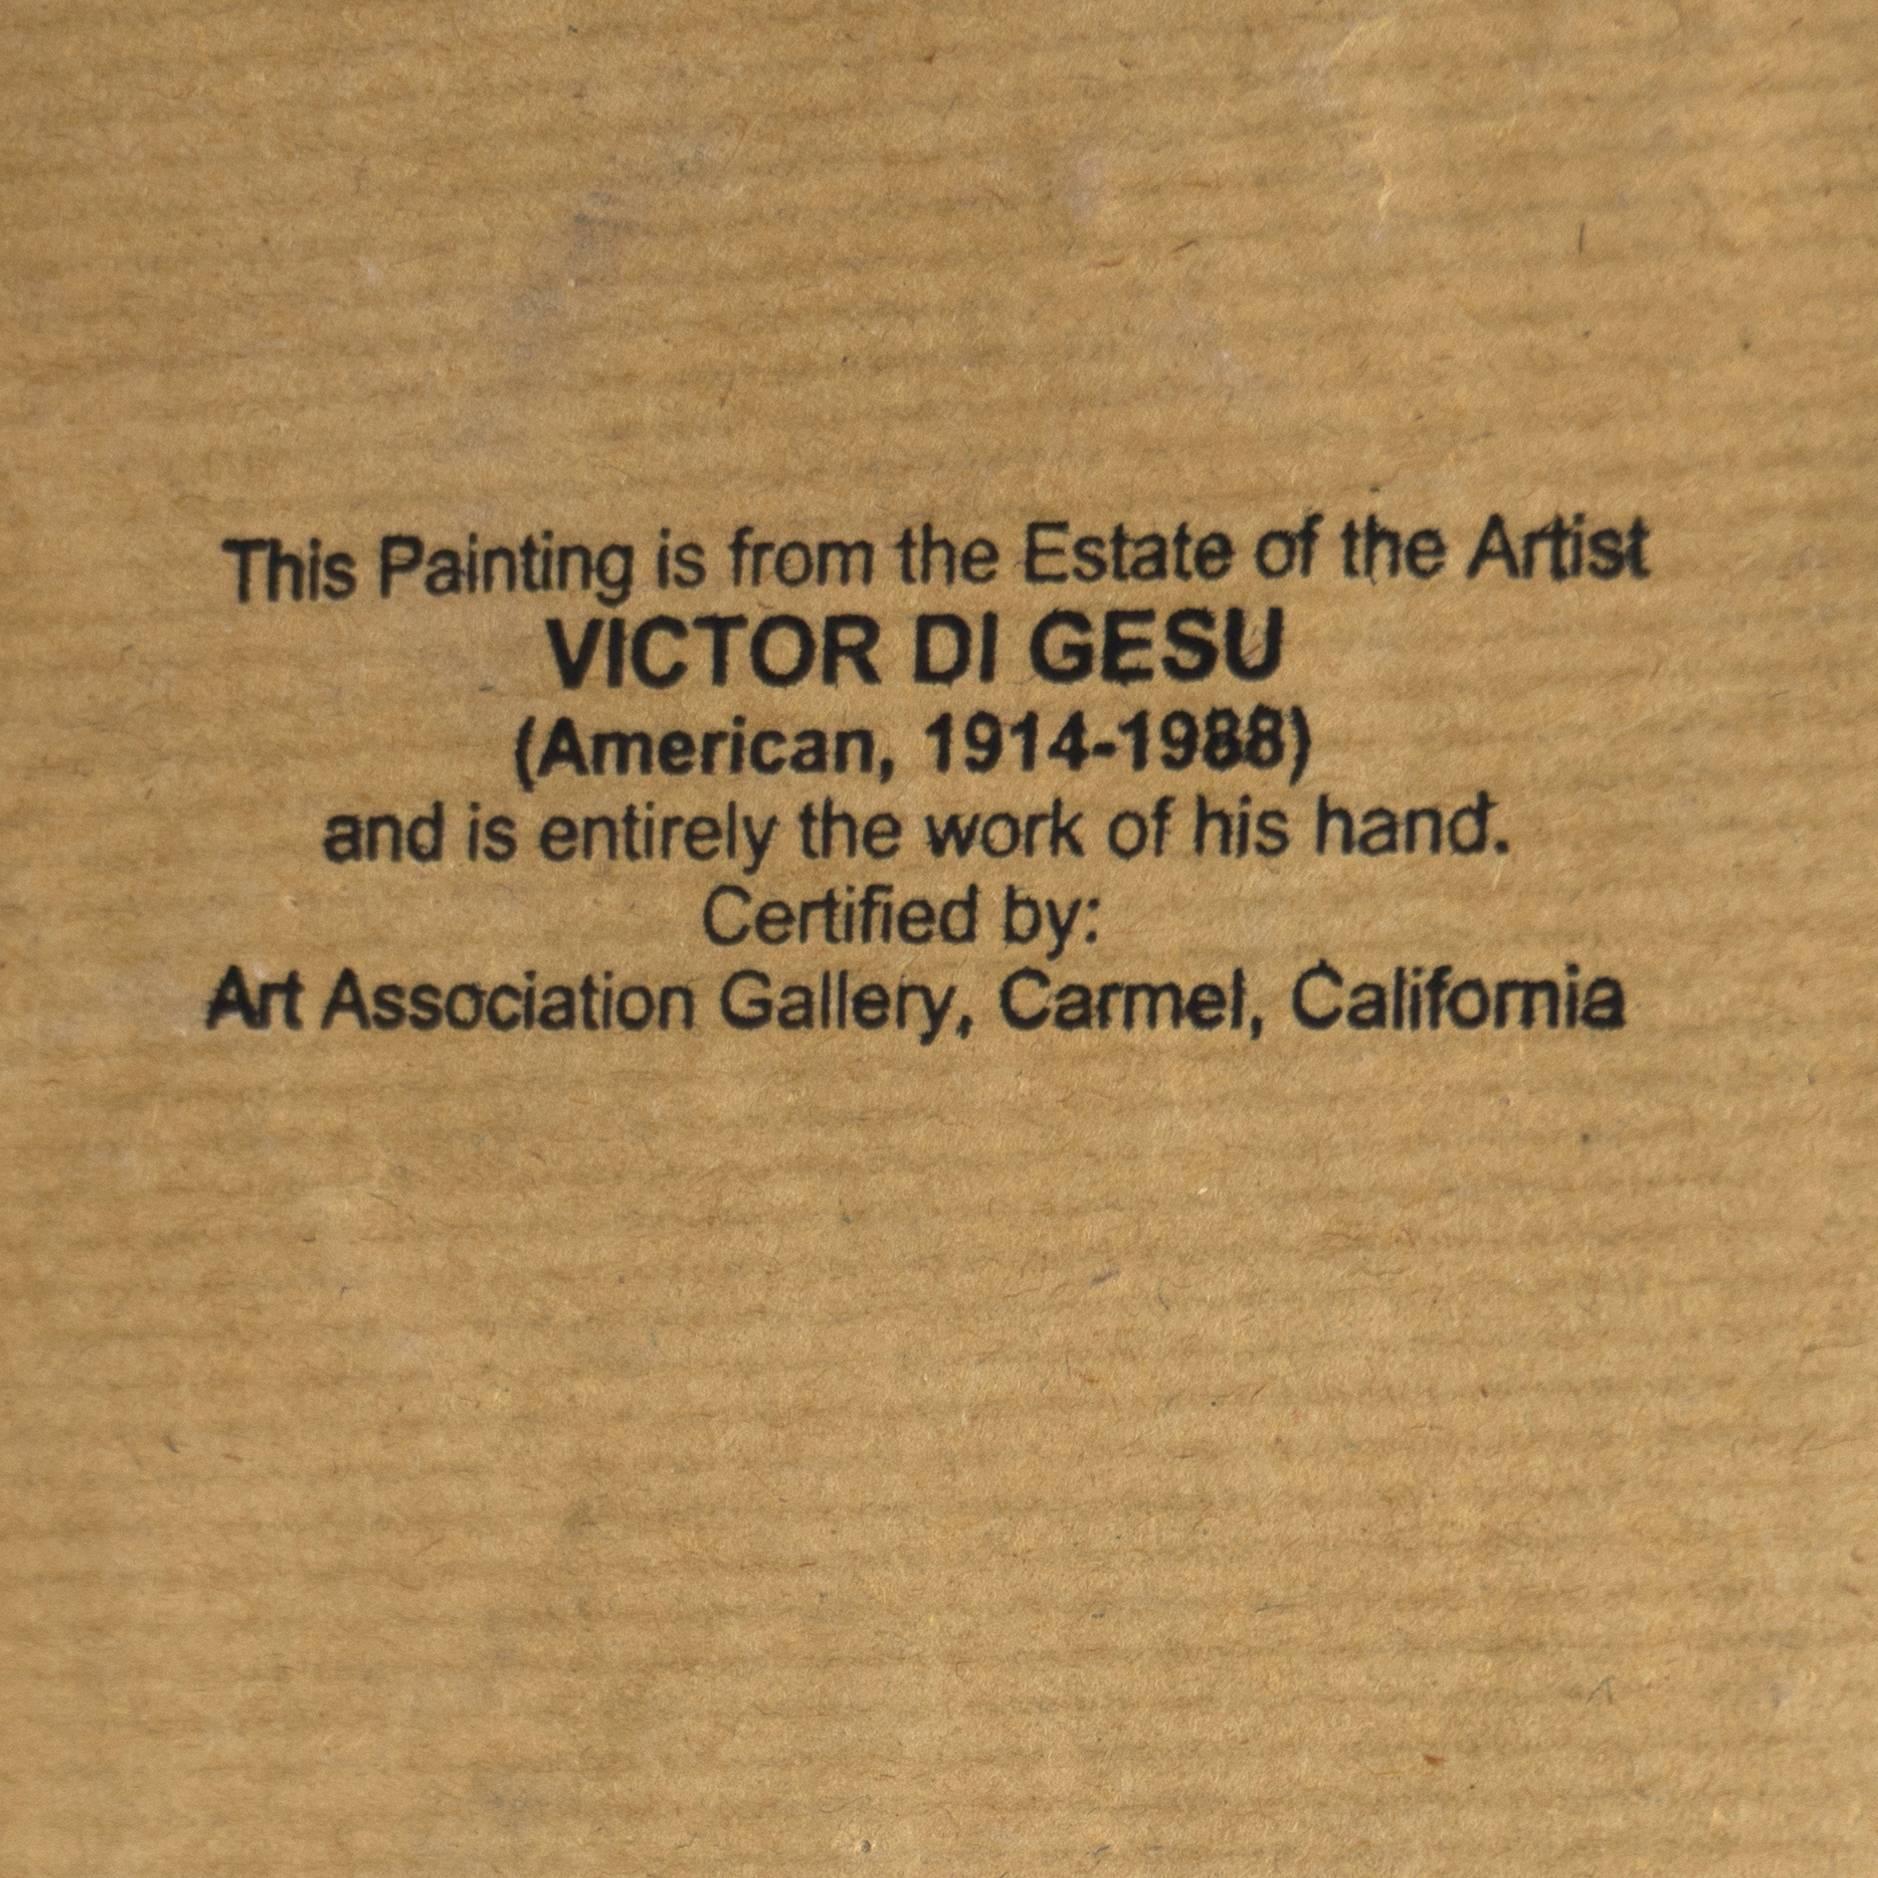 This Painting is from the Estate of the Artist
VICTOR DI GESU
(American, 1914-1988)
and is entirely the work of his hand.
Certified by:
Art Association Gallery, Carmel, California